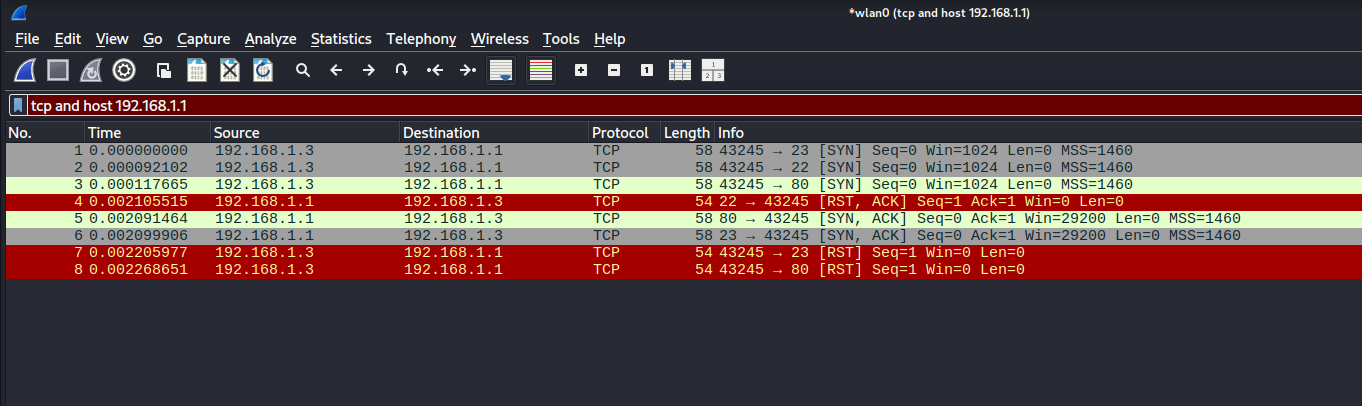 *wlan0 (tcp and host 192.168.1.1)
File Edit View Go Capture Analyze Statistics Telephony Wireless Tools Help
tcp and host 192.168.1.1
No. Time Source Destination Protocol Length Info
1 0.000000000 192.168.1.3 192.168.1.1 TCP 58 43245 → 23 [SYN] Seq=0 Win=1024 Len=0 MSS=1460
2 0.000092102 192.168.1.3 192.168.1.1 TCP 58 43245 → 22 [SYN] Seq=0 Win=1024 Len=0 MSS=1460
3 0.000117665 192.168.1.3 192.168.1.1 TCP 58 43245 → 80 [SYN] Seq=0 Win=1024 Len=0 MSS=1460
4 0.002105515 192.168.1.1 192.168.1.3 TCP 54 22 → 43245 [RST, ACK] Seq=1 Ack=1 Win=0 Len=0
5 0.002091464 192.168.1.1 192.168.1.3 TCP 58 80 → 43245 [SYN, ACK] Seq=0 Ack=1 Win=29200 Len=0 MSS=1460
6 0.002099906 192.168.1.1 192.168.1.3 TCP 58 23 → 43245 [SYN, ACK] Seq=0 Ack=1 Win=29200 Len=0 MSS=1460
7 0.002205977 192.168.1.3 192.168.1.1 TCP 54 43245 → 23 [RST] Seq=1 Win=0 Len=0
8 0.002268651 192.168.1.3 192.168.1.1 TCP 54 43245 → 80 [RST] Seq=1 Win=0 Len=0